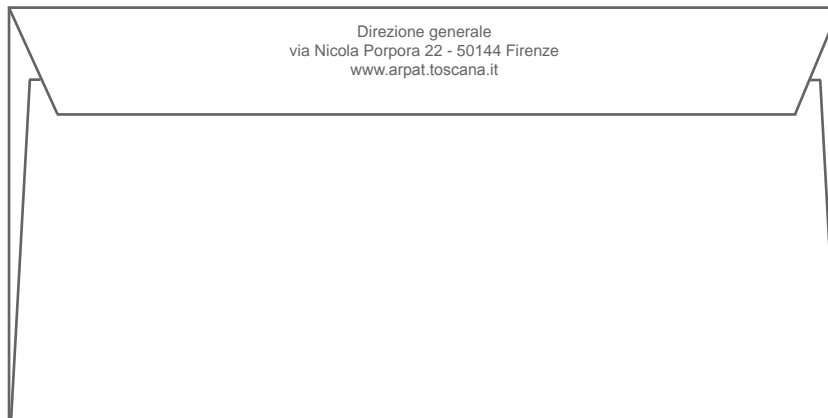 Direzione generale
via Nicola Porpora 22 - 50144 Firenze
www.arpat.toscana.it